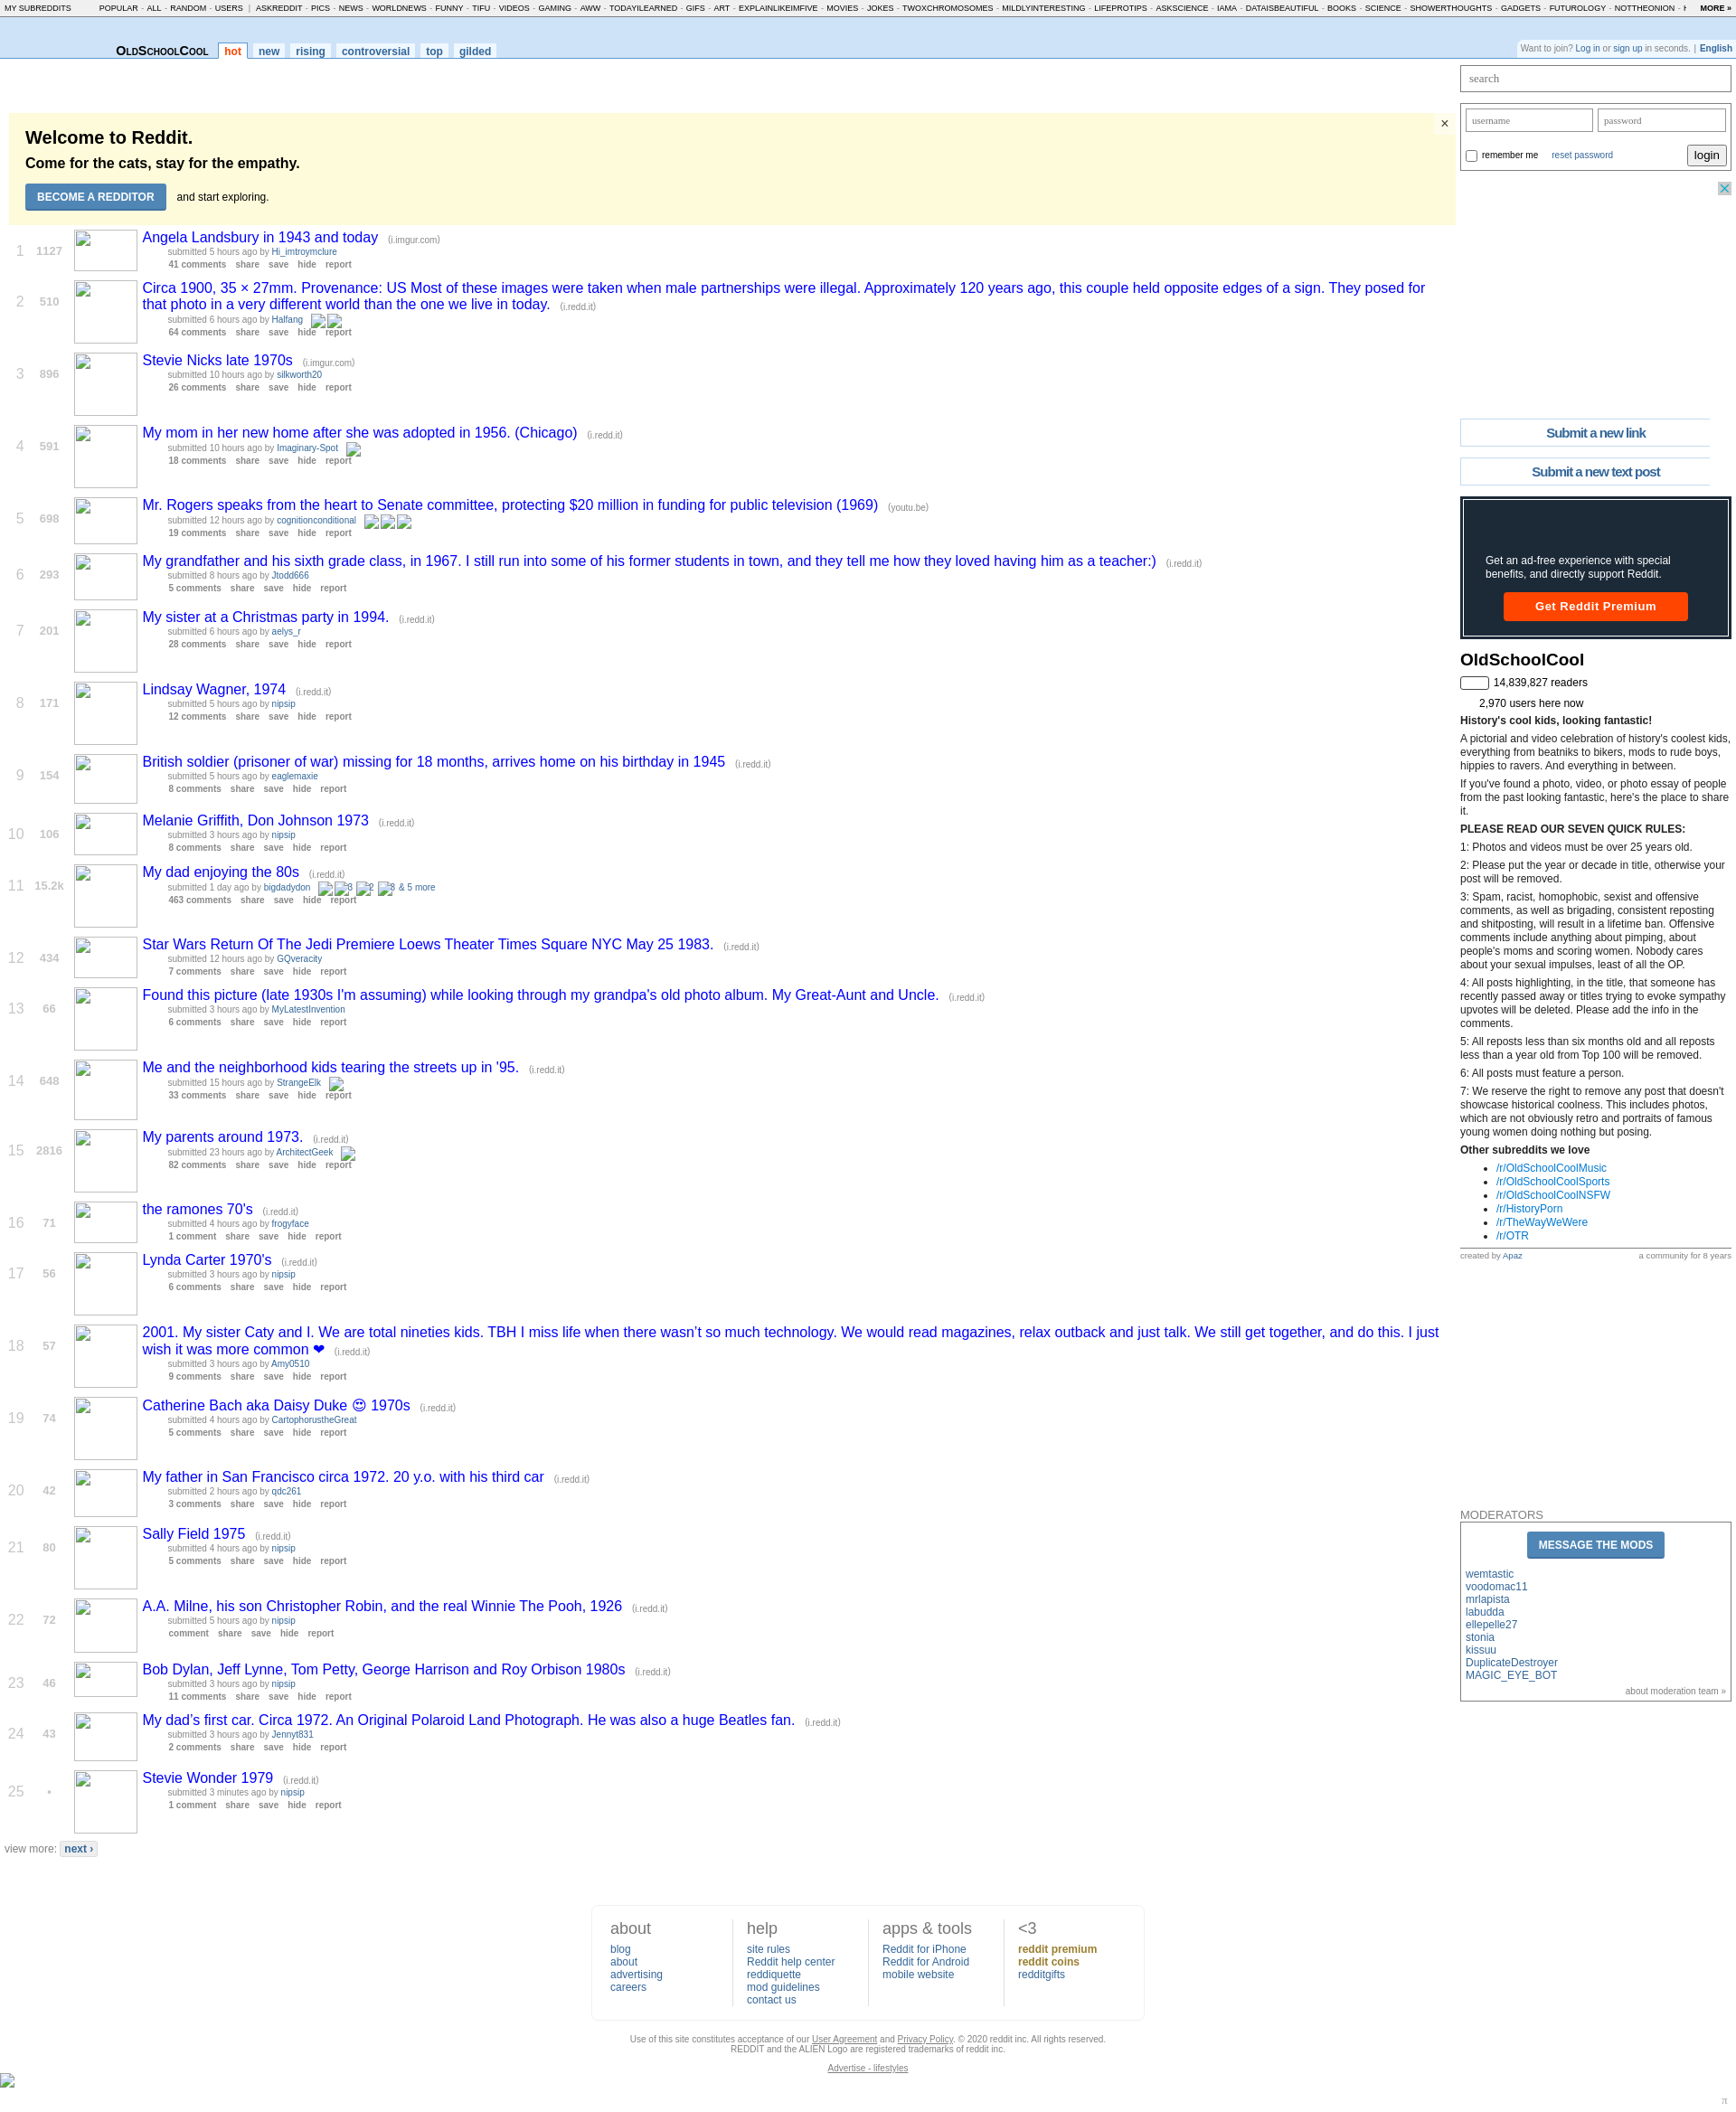 MY SUBREDDITS POPULAR - ALL - RANDOM - USERS | ASKREDDIT - PICS - NEWS - WORLDNEWS - FUNNY - TIFU - VIDEOS - GAMING - AWW - TODAYILEARNED - GIFS - ART - EXPLAINLIKEIMFIVE - MOVIES - JOKES - TWOXCHROMOSOMES - MILDLYINTERESTING - LIFEPROTIPS - ASKSCIENCE - IAMA - DATAISBEAUTIFUL - BOOKS - SCIENCE - SHOWERTHOUGHTS - GADGETS - FUTUROLOGY - NOTTHEONION - MORE »
OLDSCHOOLCOOL hot new rising controversial top gilded
Want to join? Log in or sign up in seconds. | English
search
username password
remember me reset password login
Welcome to Reddit.
×
Come for the cats, stay for the empathy.
BECOME A REDDITOR and start exploring.
1 1127 Angela Landsbury in 1943 and today (i.imgur.com)
submitted 5 hours ago by Hi_imtroymclure
41 comments share save hide report
2 510 Circa 1900, 35 × 27mm. Provenance: US Most of these images were taken when male partnerships were illegal. Approximately 120 years ago, this couple held opposite edges of a sign. They posed for
that photo in a very different world than the one we live in today. (i.redd.it)
submitted 6 hours ago by Halfang
64 comments share save hide report
3 896 Stevie Nicks late 1970s (i.imgur.com)
submitted 10 hours ago by silkworth20
26 comments share save hide report
4 591 My mom in her new home after she was adopted in 1956. (Chicago) (i.redd.it)
submitted 10 hours ago by Imaginary-Spot
18 comments share save hide report
5 698 Mr. Rogers speaks from the heart to Senate committee, protecting $20 million in funding for public television (1969) (youtu.be)
submitted 12 hours ago by cognitionconditional
19 comments share save hide report
6 293 My grandfather and his sixth grade class, in 1967. I still run into some of his former students in town, and they tell me how they loved having him as a teacher:) (i.redd.it)
submitted 8 hours ago by Jtodd666
5 comments share save hide report
7 201 My sister at a Christmas party in 1994. (i.redd.it)
submitted 6 hours ago by aelys_r
28 comments share save hide report
8 171 Lindsay Wagner, 1974 (i.redd.it)
submitted 5 hours ago by nipsip
12 comments share save hide report
9 154 British soldier (prisoner of war) missing for 18 months, arrives home on his birthday in 1945 (i.redd.it)
submitted 5 hours ago by eaglemaxie
8 comments share save hide report
10 106 Melanie Griffith, Don Johnson 1973 (i.redd.it)
submitted 3 hours ago by nipsip
8 comments share save hide report
11 15.2k My dad enjoying the 80s (i.redd.it)
submitted 1 day ago by bigdadydon 3 2 3 & 5 more
463 comments share save hide report
12 434 Star Wars Return Of The Jedi Premiere Loews Theater Times Square NYC May 25 1983. (i.redd.it)
submitted 12 hours ago by GQveracity
7 comments share save hide report
13 66 Found this picture (late 1930s I'm assuming) while looking through my grandpa's old photo album. My Great-Aunt and Uncle. (i.redd.it)
submitted 3 hours ago by MyLatestInvention
6 comments share save hide report
14 648 Me and the neighborhood kids tearing the streets up in '95. (i.redd.it)
submitted 15 hours ago by StrangeElk
33 comments share save hide report
15 2816 My parents around 1973. (i.redd.it)
submitted 23 hours ago by ArchitectGeek
82 comments share save hide report
16 71 the ramones 70's (i.redd.it)
submitted 4 hours ago by frogyface
1 comment share save hide report
17 56 Lynda Carter 1970's (i.redd.it)
submitted 3 hours ago by nipsip
6 comments share save hide report
18 57 2001. My sister Caty and I. We are total nineties kids. TBH I miss life when there wasn’t so much technology. We would read magazines, relax outback and just talk. We still get together, and do this. I just
wish it was more common ❤ (i.redd.it)
submitted 3 hours ago by Amy0510
9 comments share save hide report
19 74 Catherine Bach aka Daisy Duke 😍 1970s (i.redd.it)
submitted 4 hours ago by CartophorustheGreat
5 comments share save hide report
20 42 My father in San Francisco circa 1972. 20 y.o. with his third car (i.redd.it)
submitted 2 hours ago by qdc261
3 comments share save hide report
21 80 Sally Field 1975 (i.redd.it)
submitted 4 hours ago by nipsip
5 comments share save hide report
22 72 A.A. Milne, his son Christopher Robin, and the real Winnie The Pooh, 1926 (i.redd.it)
submitted 5 hours ago by nipsip
comment share save hide report
23 46 Bob Dylan, Jeff Lynne, Tom Petty, George Harrison and Roy Orbison 1980s (i.redd.it)
submitted 3 hours ago by nipsip
11 comments share save hide report
24 43 My dad’s first car. Circa 1972. An Original Polaroid Land Photograph. He was also a huge Beatles fan. (i.redd.it)
submitted 3 hours ago by Jennyt831
2 comments share save hide report
25 • Stevie Wonder 1979 (i.redd.it)
submitted 3 minutes ago by nipsip
1 comment share save hide report
view more: next ›
Submit a new link
Submit a new text post
Get an ad-free experience with special
benefits, and directly support Reddit.
Get Reddit Premium
OldSchoolCool
14,839,827 readers
2,970 users here now
History's cool kids, looking fantastic!
A pictorial and video celebration of history's coolest kids,
everything from beatniks to bikers, mods to rude boys,
hippies to ravers. And everything in between.
If you've found a photo, video, or photo essay of people
from the past looking fantastic, here's the place to share
it.
PLEASE READ OUR SEVEN QUICK RULES:
1: Photos and videos must be over 25 years old.
2: Please put the year or decade in title, otherwise your
post will be removed.
3: Spam, racist, homophobic, sexist and offensive
comments, as well as brigading, consistent reposting
and shitposting, will result in a lifetime ban. Offensive
comments include anything about pimping, about
people's moms and scoring women. Nobody cares
about your sexual impulses, least of all the OP.
4: All posts highlighting, in the title, that someone has
recently passed away or titles trying to evoke sympathy
upvotes will be deleted. Please add the info in the
comments.
5: All reposts less than six months old and all reposts
less than a year old from Top 100 will be removed.
6: All posts must feature a person.
7: We reserve the right to remove any post that doesn't
showcase historical coolness. This includes photos,
which are not obviously retro and portraits of famous
young women doing nothing but posing.
Other subreddits we love
• /r/OldSchoolCoolMusic
• /r/OldSchoolCoolSports
• /r/OldSchoolCoolNSFW
• /r/HistoryPorn
• /r/TheWayWeWere
• /r/OTR
created by Apaz a community for 8 years
MODERATORS
MESSAGE THE MODS
wemtastic
voodomac11
mrlapista
labudda
ellepelle27
stonia
kissuu
DuplicateDestroyer
MAGIC_EYE_BOT
about moderation team »
about
blog
about
advertising
careers
help
site rules
Reddit help center
reddiquette
mod guidelines
contact us
apps & tools
Reddit for iPhone
Reddit for Android
mobile website
<3
reddit premium
reddit coins
redditgifts
Use of this site constitutes acceptance of our User Agreement and Privacy Policy. © 2020 reddit inc. All rights reserved.
REDDIT and the ALIEN Logo are registered trademarks of reddit inc.
Advertise - lifestyles
π